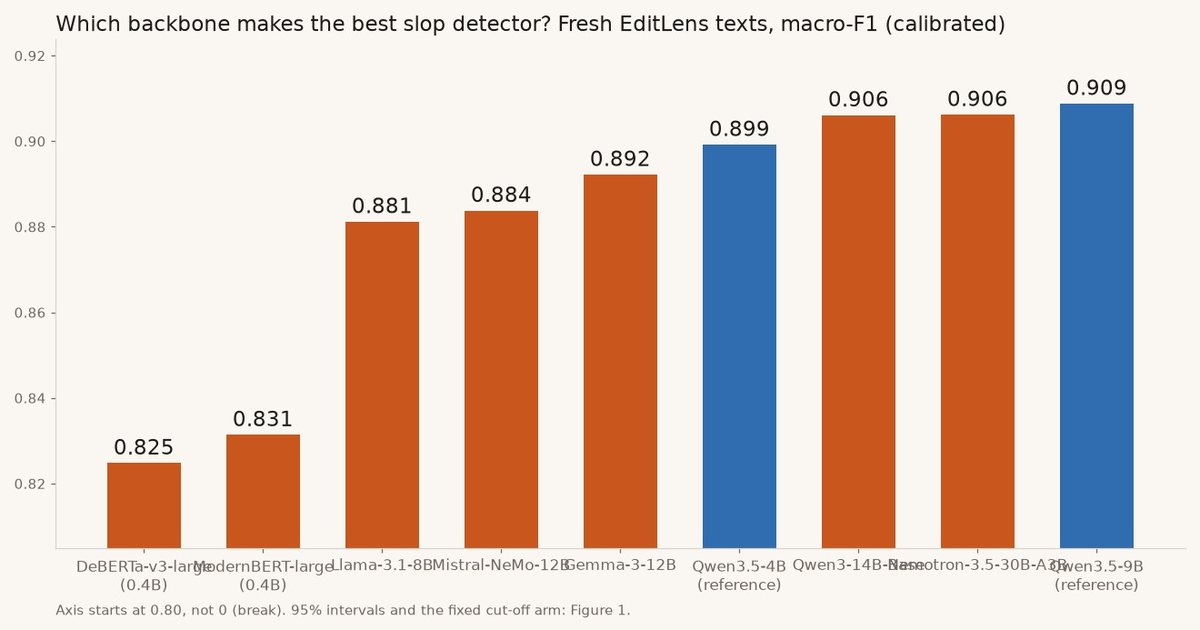 Which backbone makes the best slop detector? Fresh EditLens texts, macro-F1 (calibrated)
0.92
0.90
0.88
0.86
0.84
0.82
0.825
0.831
0.881
0.884
0.892
0.899
0.906
0.906
0.909
DeBERTa-v3-large
(0.4B)
ModernBERT-large
(0.4B)
Llama-3.1-8B
Mistral-NeMo-12B
Gemma-3-12B
Qwen3.5-4B
(reference)
Qwen3-14B-Base
Nemotron-3.5-30B-A3B
Qwen3.5-9B
(reference)
Axis starts at 0.80, not 0 (break). 95% intervals and the fixed cut-off arm: Figure 1.